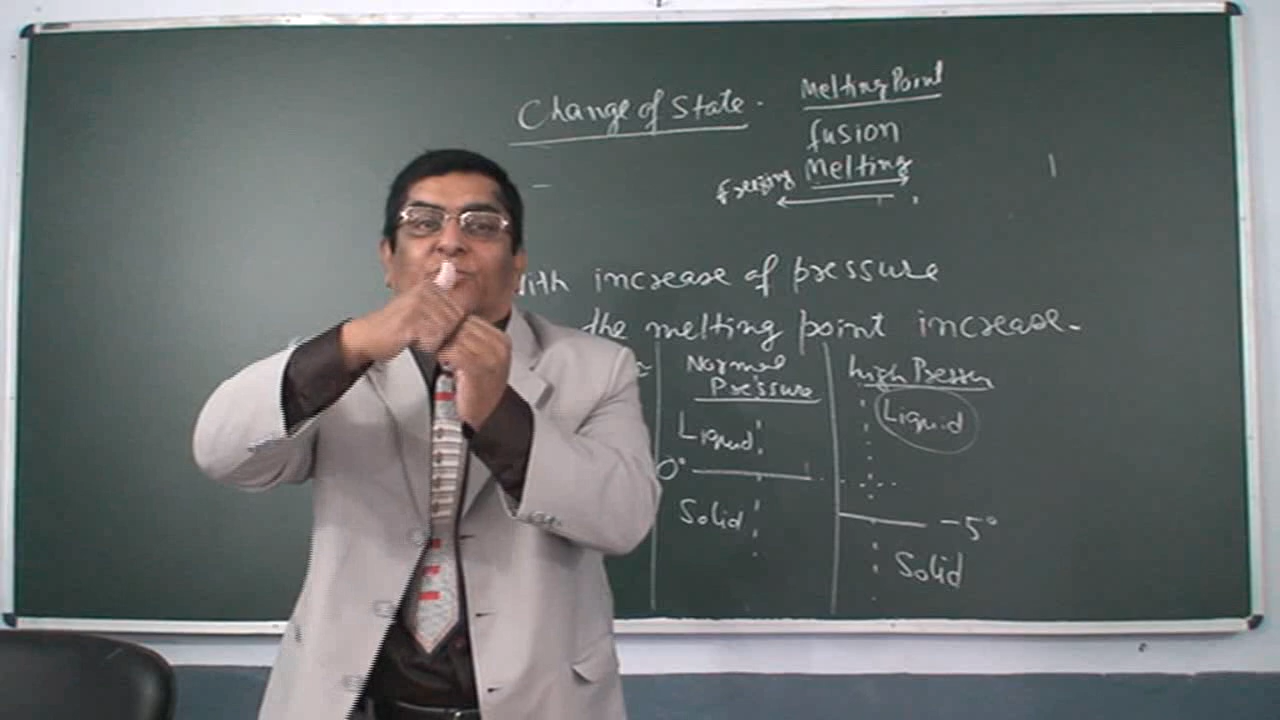 Change of State.
Melting Point
fusion
Melting
freezing
with increase of pressure
the melting point increase.
Normal
Pressure
high Presser
Liquid
Liquid
0°
Solid
-5°
Solid